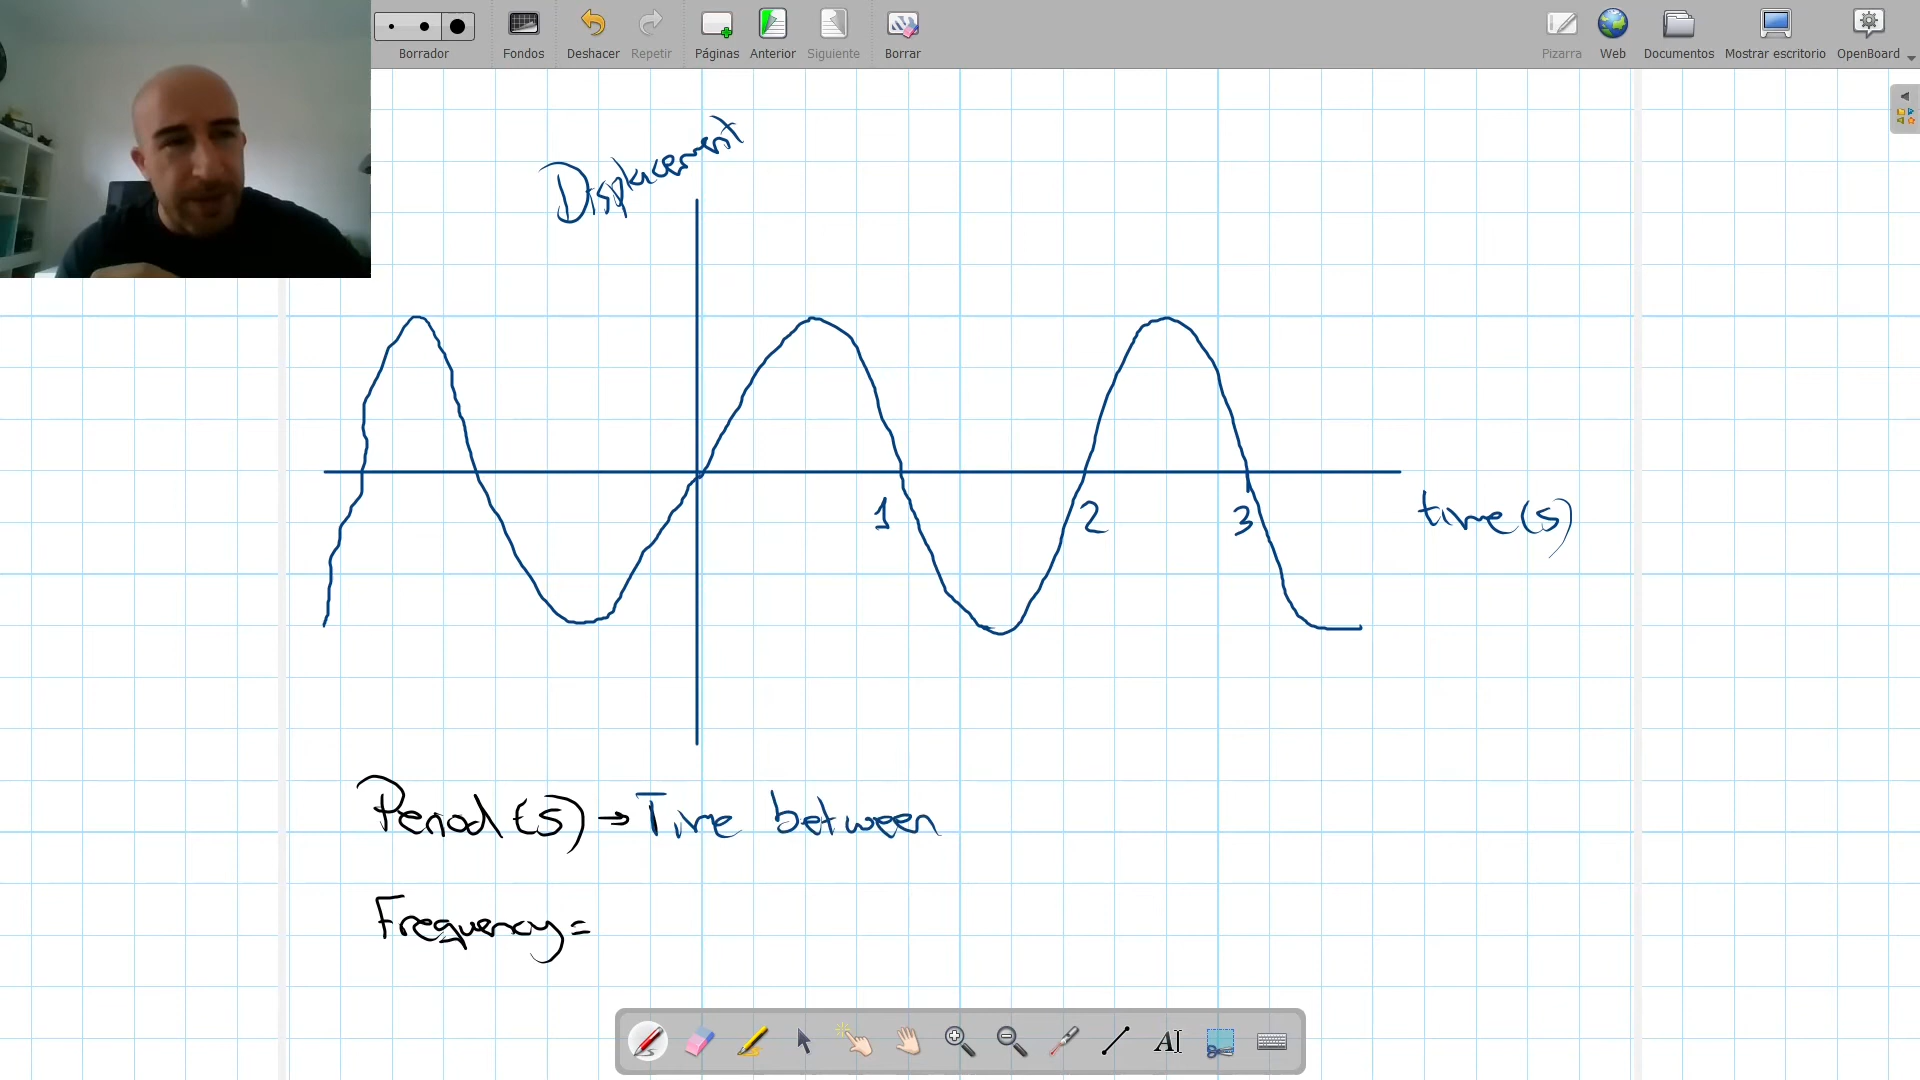 Borrador
Fondos
Deshacer
Repetir
Páginas
Anterior
Siguiente
Borrar
Pizarra
Web
Documentos
Mostrar escritorio
OpenBoard
Displacement
1
2
3
time(s)
Period (s) → Time between
Frequency =